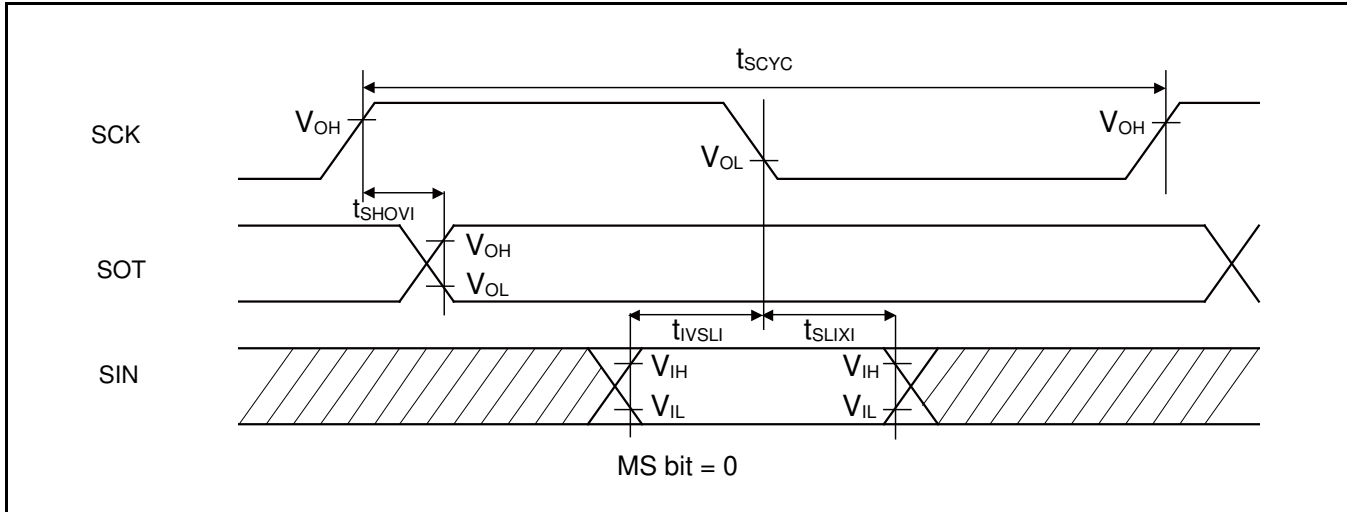 tSCYC
SCK
VOH
VOL
VOH
tSHOVI
SOT
VOH
VOL
tIVSLI
tSLIXI
SIN
VIH
VIL
VIH
VIL
MS bit = 0